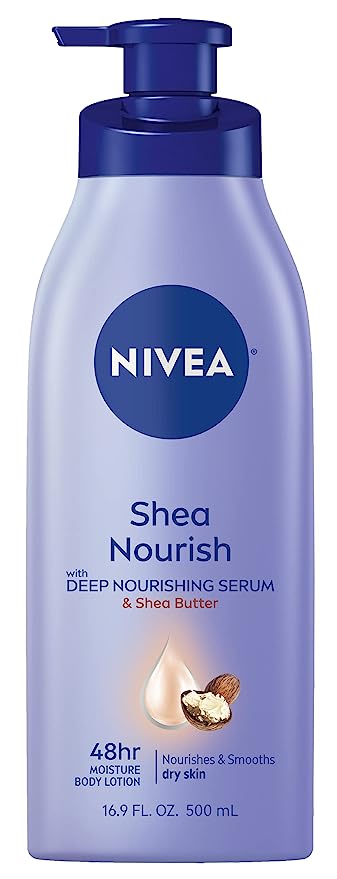 NIVEA®
Shea
Nourish
with
DEEP NOURISHING SERUM
& Shea Butter
48hr
MOISTURE
BODY LOTION
Nourishes & Smooths
dry skin
16.9 FL. OZ. 500 mL